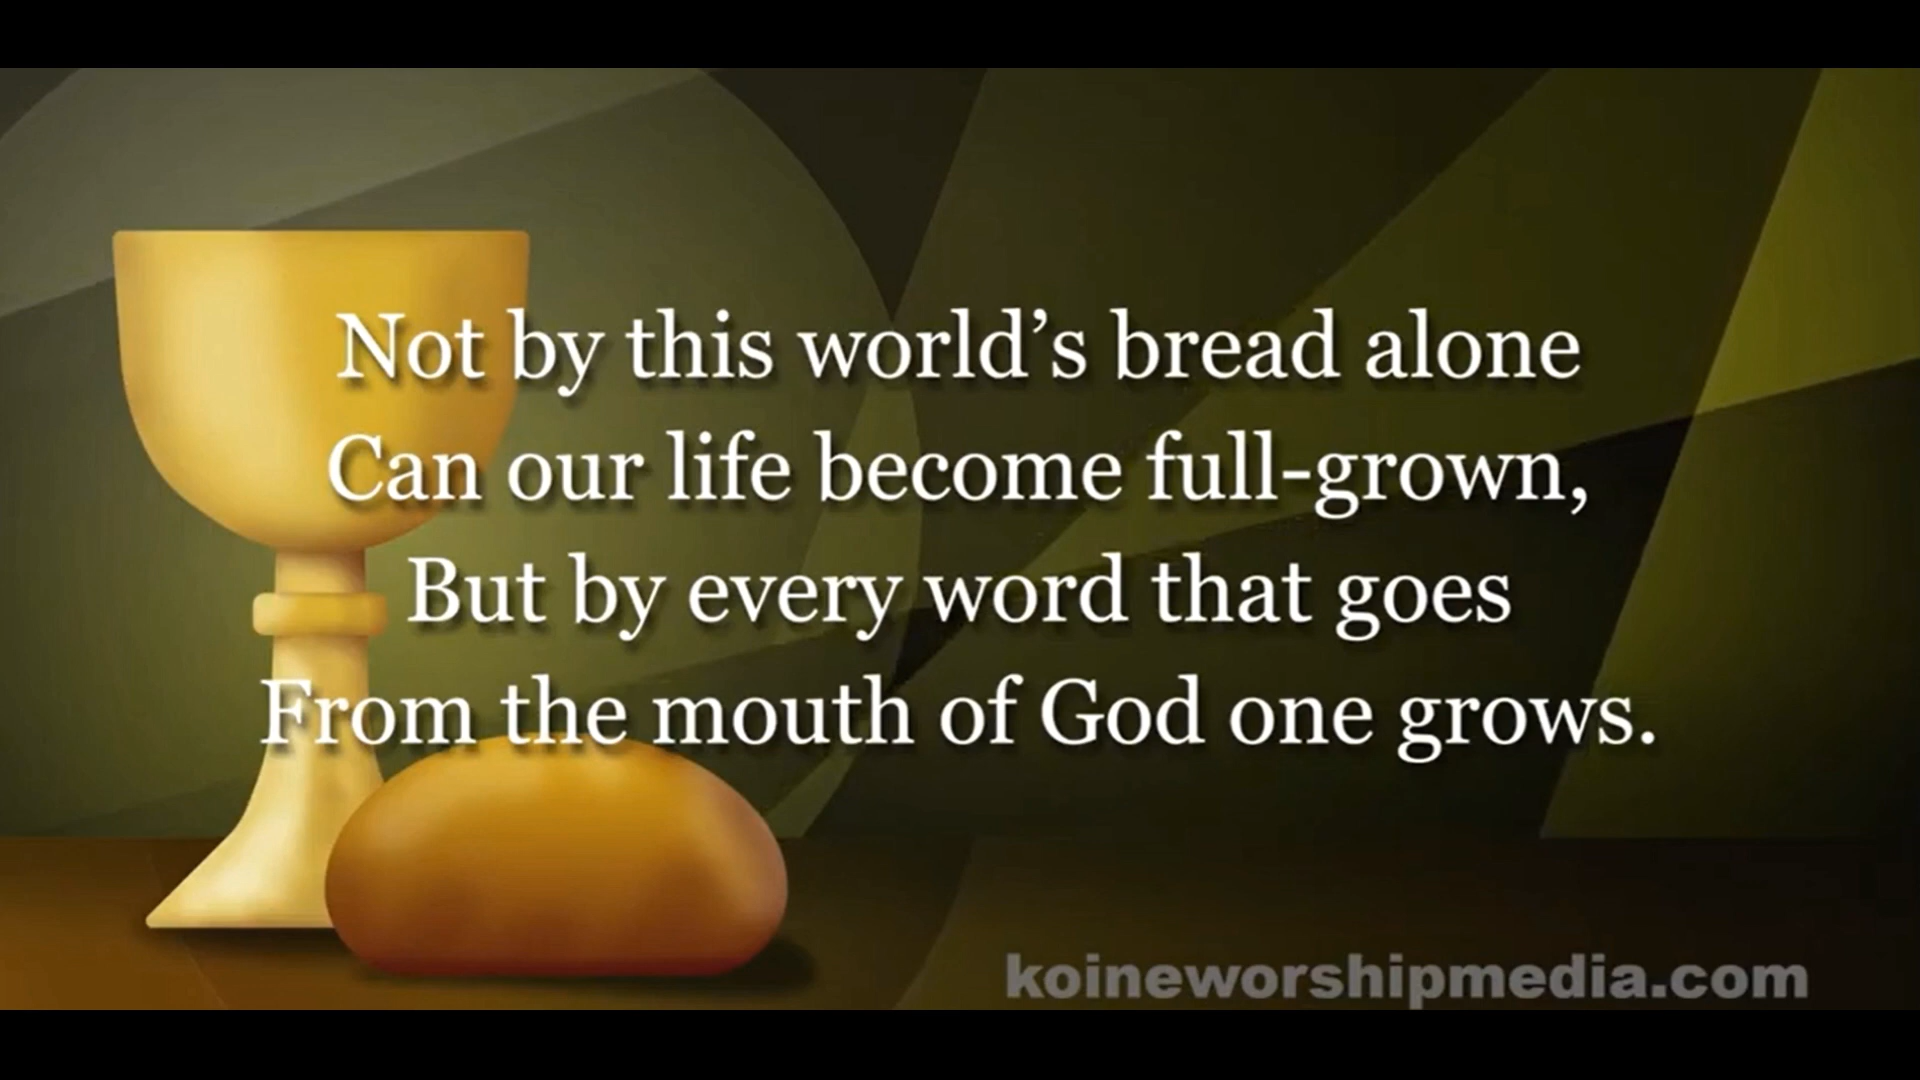 Not by this world’s bread alone
Can our life become full-grown,
But by every word that goes
From the mouth of God one grows.
koineworshipmedia.com